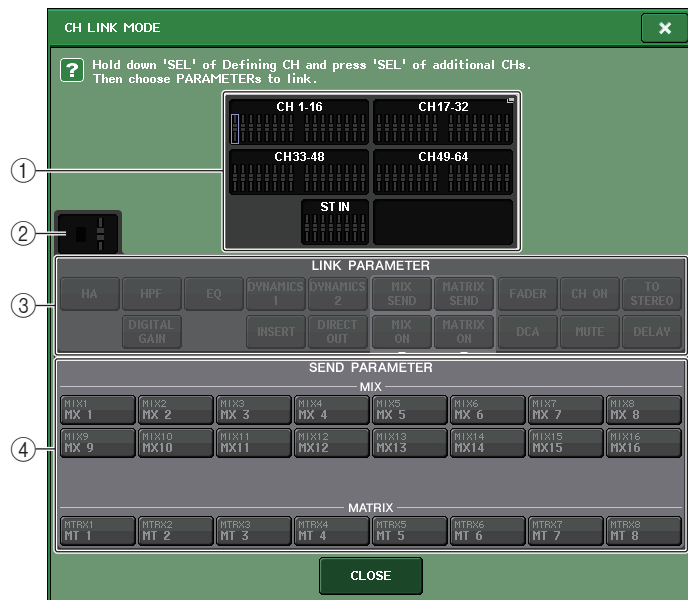 CH LINK MODE
?
Hold down 'SEL' of Defining CH and press 'SEL' of additional CHs.
Then choose PARAMETERs to link.
CH 1-16 CH17-32
1
CH33-48 CH49-64
2
ST IN
LINK PARAMETER
3
HA HPF EQ DYNAMICS 1 DYNAMICS 2 MIX SEND MATRIX SEND FADER CH ON TO STEREO
DIGITAL GAIN INSERT DIRECT OUT MIX ON MATRIX ON DCA MUTE DELAY
SEND PARAMETER
MIX
MIX1 MIX2 MIX3 MIX4 MIX5 MIX6 MIX7 MIX8
MX 1 MX 2 MX 3 MX 4 MX 5 MX 6 MX 7 MX 8
4
MIX9 MIX10 MIX11 MIX12 MIX13 MIX14 MIX15 MIX16
MX 9 MX10 MX11 MX12 MX13 MX14 MX15 MX16
MATRIX
MTRX1 MTRX2 MTRX3 MTRX4 MTRX5 MTRX6 MTRX7 MTRX8
MT 1 MT 2 MT 3 MT 4 MT 5 MT 6 MT 7 MT 8
CLOSE